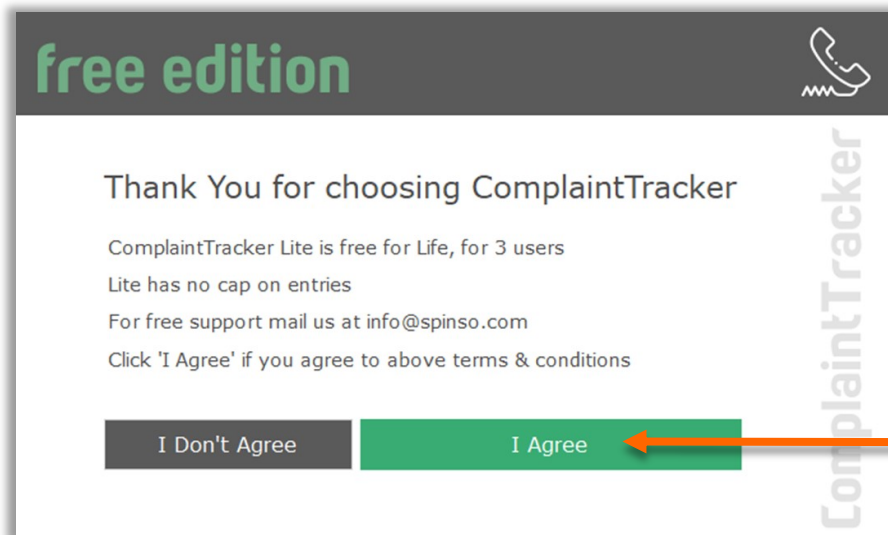 free edition
Thank You for choosing ComplaintTracker
ComplaintTracker Lite is free for Life, for 3 users
Lite has no cap on entries
For free support mail us at info@spinso.com
Click 'I Agree' if you agree to above terms & conditions
I Don't Agree
I Agree
ComplaintTracker